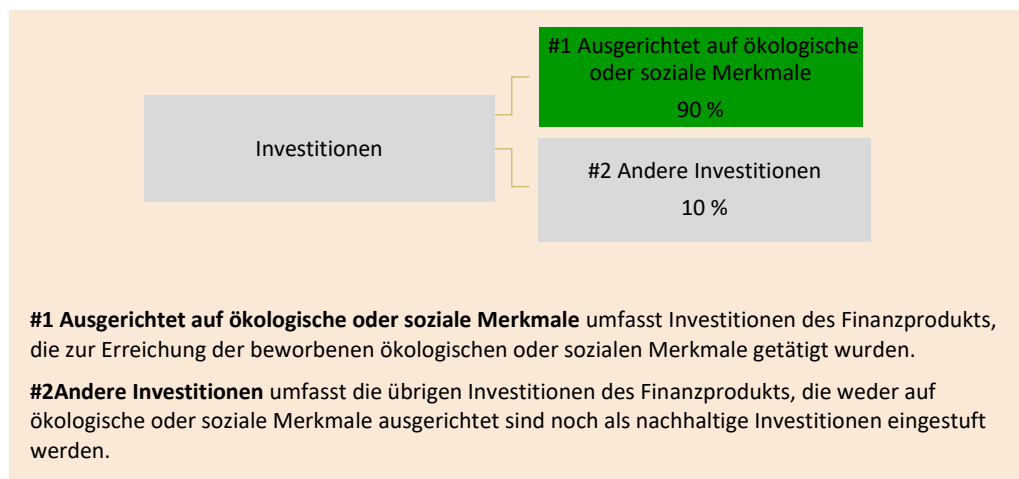 #1 Ausgerichtet auf ökologische
oder soziale Merkmale
90 %
Investitionen
#2 Andere Investitionen
10 %
#1 Ausgerichtet auf ökologische oder soziale Merkmale umfasst Investitionen des Finanzprodukts,
die zur Erreichung der beworbenen ökologischen oder sozialen Merkmale getätigt wurden.
#2Andere Investitionen umfasst die übrigen Investitionen des Finanzprodukts, die weder auf
ökologische oder soziale Merkmale ausgerichtet sind noch als nachhaltige Investitionen eingestuft
werden.